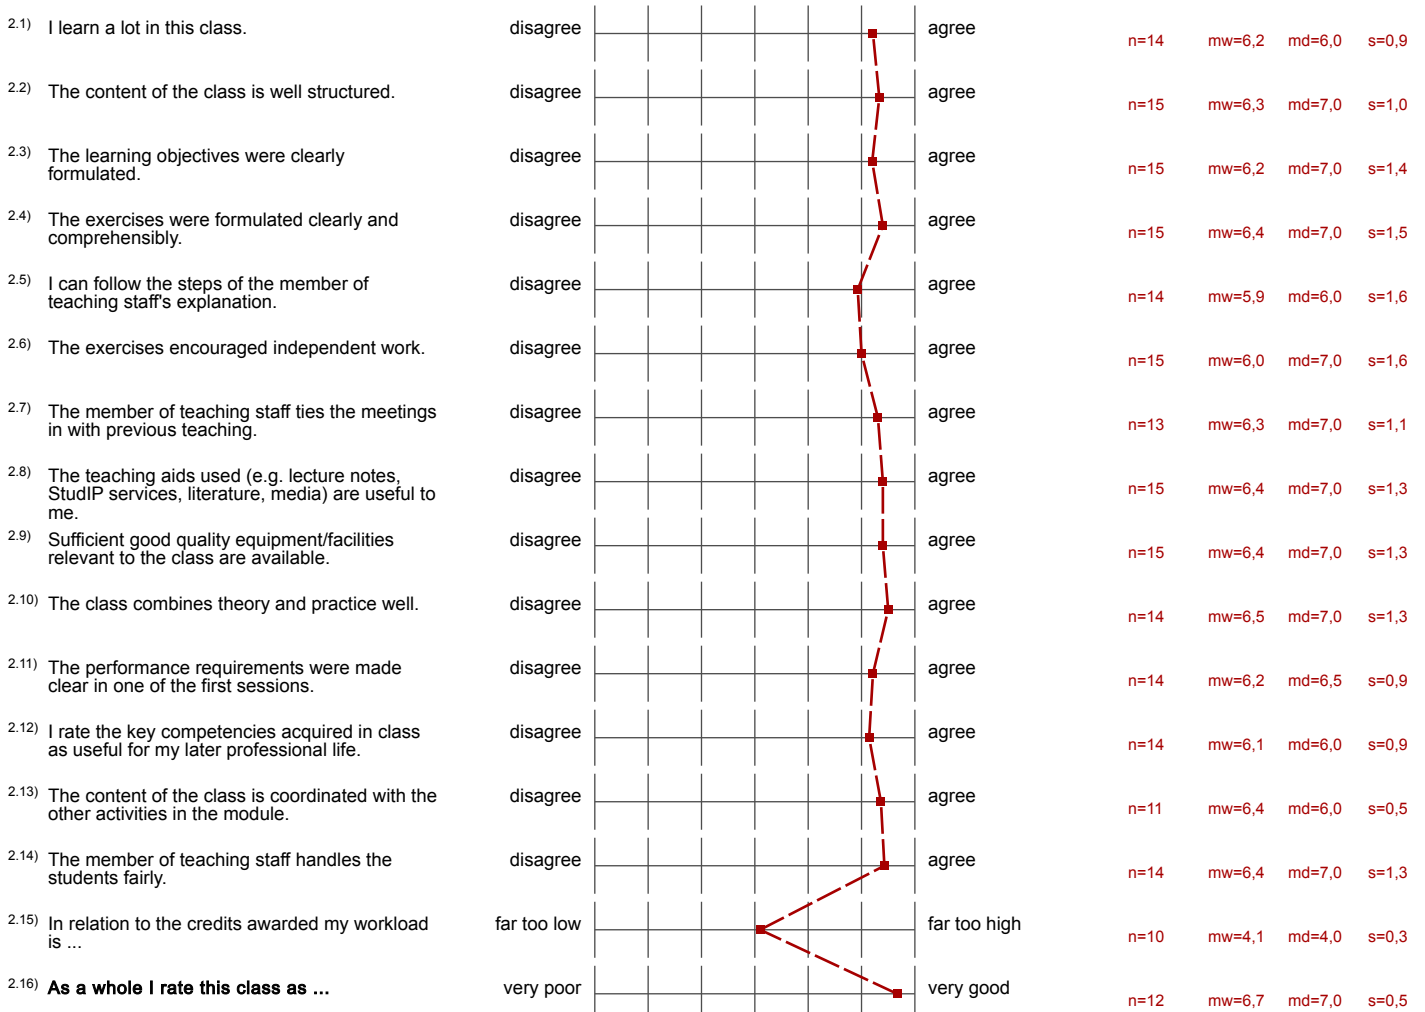 2.1) I learn a lot in this class. disagree agree n=14 mw=6,2 md=6,0 s=0,9
2.2) The content of the class is well structured. disagree agree n=15 mw=6,3 md=7,0 s=1,0
2.3) The learning objectives were clearly
formulated. disagree agree n=15 mw=6,2 md=7,0 s=1,4
2.4) The exercises were formulated clearly and
comprehensibly. disagree agree n=15 mw=6,4 md=7,0 s=1,5
2.5) I can follow the steps of the member of
teaching staff's explanation. disagree agree n=14 mw=5,9 md=6,0 s=1,6
2.6) The exercises encouraged independent work. disagree agree n=15 mw=6,0 md=7,0 s=1,6
2.7) The member of teaching staff ties the meetings
in with previous teaching. disagree agree n=13 mw=6,3 md=7,0 s=1,1
2.8) The teaching aids used (e.g. lecture notes,
StudIP services, literature, media) are useful to
me. disagree agree n=15 mw=6,4 md=7,0 s=1,3
2.9) Sufficient good quality equipment/facilities
relevant to the class are available. disagree agree n=15 mw=6,4 md=7,0 s=1,3
2.10) The class combines theory and practice well. disagree agree n=14 mw=6,5 md=7,0 s=1,3
2.11) The performance requirements were made
clear in one of the first sessions. disagree agree n=14 mw=6,2 md=6,5 s=0,9
2.12) I rate the key competencies acquired in class
as useful for my later professional life. disagree agree n=14 mw=6,1 md=6,0 s=0,9
2.13) The content of the class is coordinated with the
other activities in the module. disagree agree n=11 mw=6,4 md=6,0 s=0,5
2.14) The member of teaching staff handles the
students fairly. disagree agree n=14 mw=6,4 md=7,0 s=1,3
2.15) In relation to the credits awarded my workload
is ... far too low far too high n=10 mw=4,1 md=4,0 s=0,3
2.16) As a whole I rate this class as ... very poor very good n=12 mw=6,7 md=7,0 s=0,5